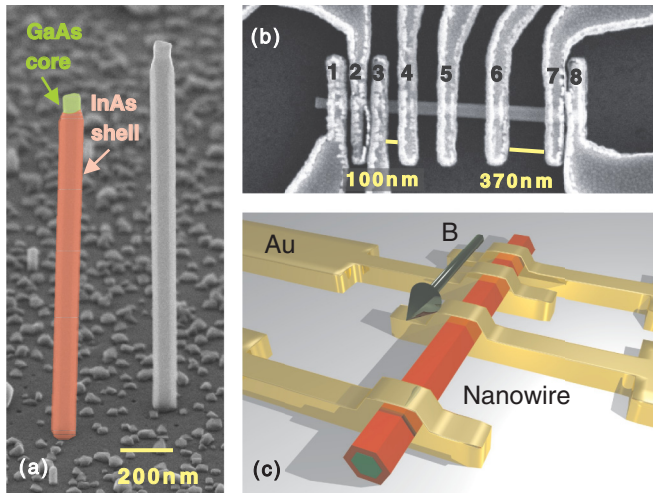 GaAs
core
InAs
shell
(a)
200nm
(b)
1 2 3 4 5 6 7 8
100nm
370nm
Au
B
Nanowire
(c)